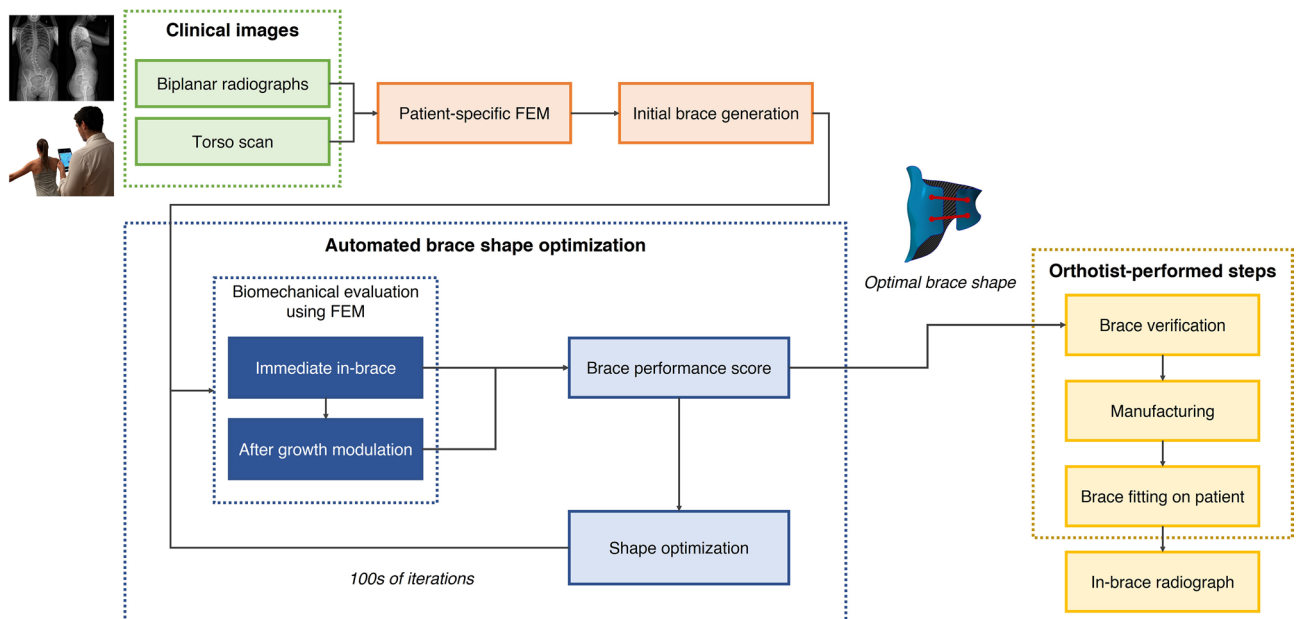 Clinical images
Biplanar radiographs
Torso scan
Patient-specific FEM
Initial brace generation
Automated brace shape optimization
Biomechanical evaluation
using FEM
Immediate in-brace
After growth modulation
Brace performance score
Shape optimization
100s of iterations
Optimal brace shape
Orthotist-performed steps
Brace verification
Manufacturing
Brace fitting on patient
In-brace radiograph